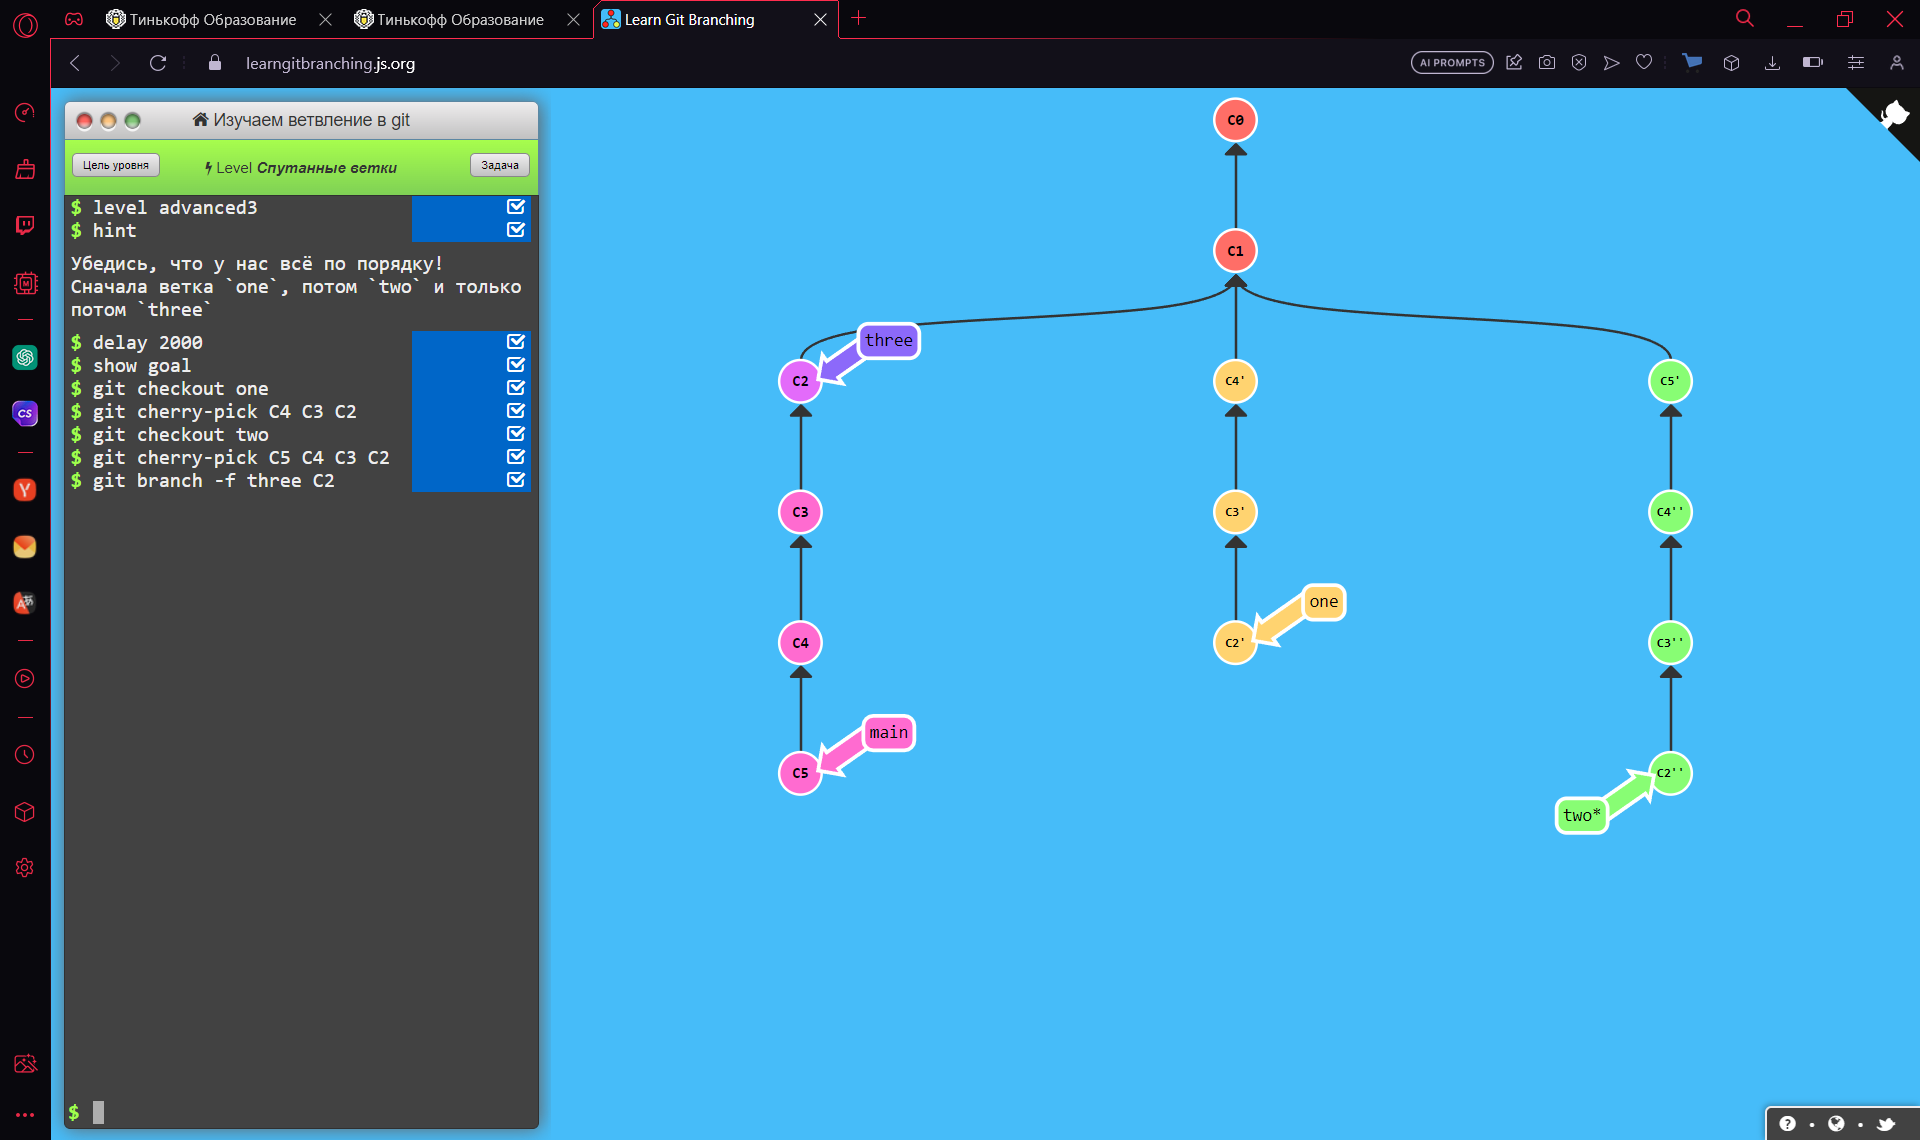 Тинькофф Образование
Тинькофф Образование
Learn Git Branching
learngitbranching.js.org
AI PROMPTS
Изучаем ветвление в git
Цель уровня
Level Спутанные ветки
Задача
$ level advanced3
$ hint
Убедись, что у нас всё по порядку!
Сначала ветка `one`, потом `two` и только
потом `three`
$ delay 2000
$ show goal
$ git checkout one
$ git cherry-pick C4 C3 C2
$ git checkout two
$ git cherry-pick C5 C4 C3 C2
$ git branch -f three C2
$
C0
C1
three
C2
C4'
C5'
C3
C3'
C4''
one
C4
C2'
C3''
main
C5
C2''
two*
CS
Y
M
A
?